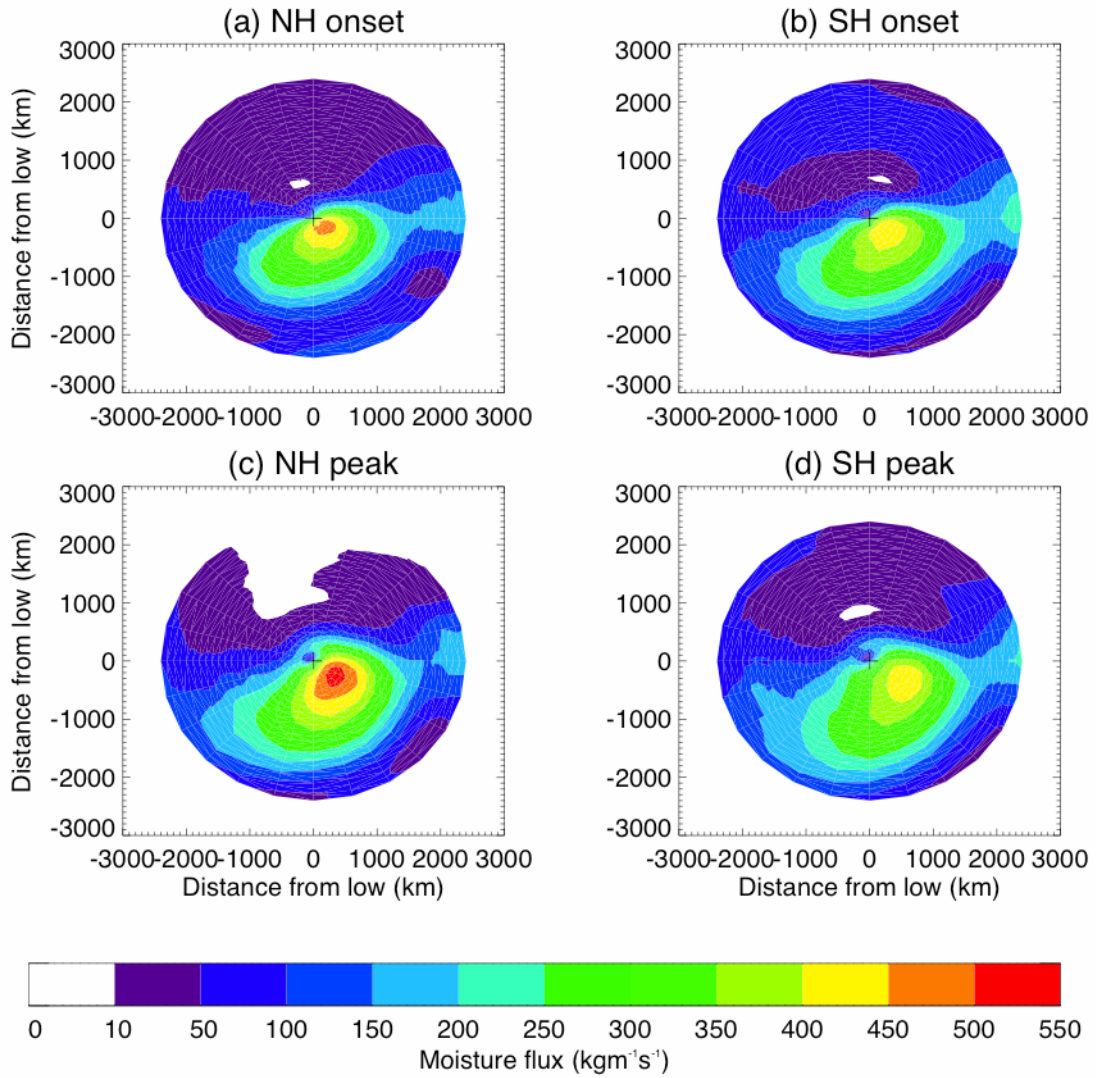 (a) NH onset
(b) SH onset
3000
2000
1000
0
-1000
-2000
-3000
Distance from low (km)
-3000-2000-1000 0 1000 2000 3000
3000
2000
1000
0
-1000
-2000
-3000
-3000-2000-1000 0 1000 2000 3000
(c) NH peak
(d) SH peak
3000
2000
1000
0
-1000
-2000
-3000
Distance from low (km)
-3000-2000-1000 0 1000 2000 3000
Distance from low (km)
3000
2000
1000
0
-1000
-2000
-3000
-3000-2000-1000 0 1000 2000 3000
Distance from low (km)
0 10 50 100 150 200 250 300 350 400 450 500 550
Moisture flux (kgm⁻¹s⁻¹)